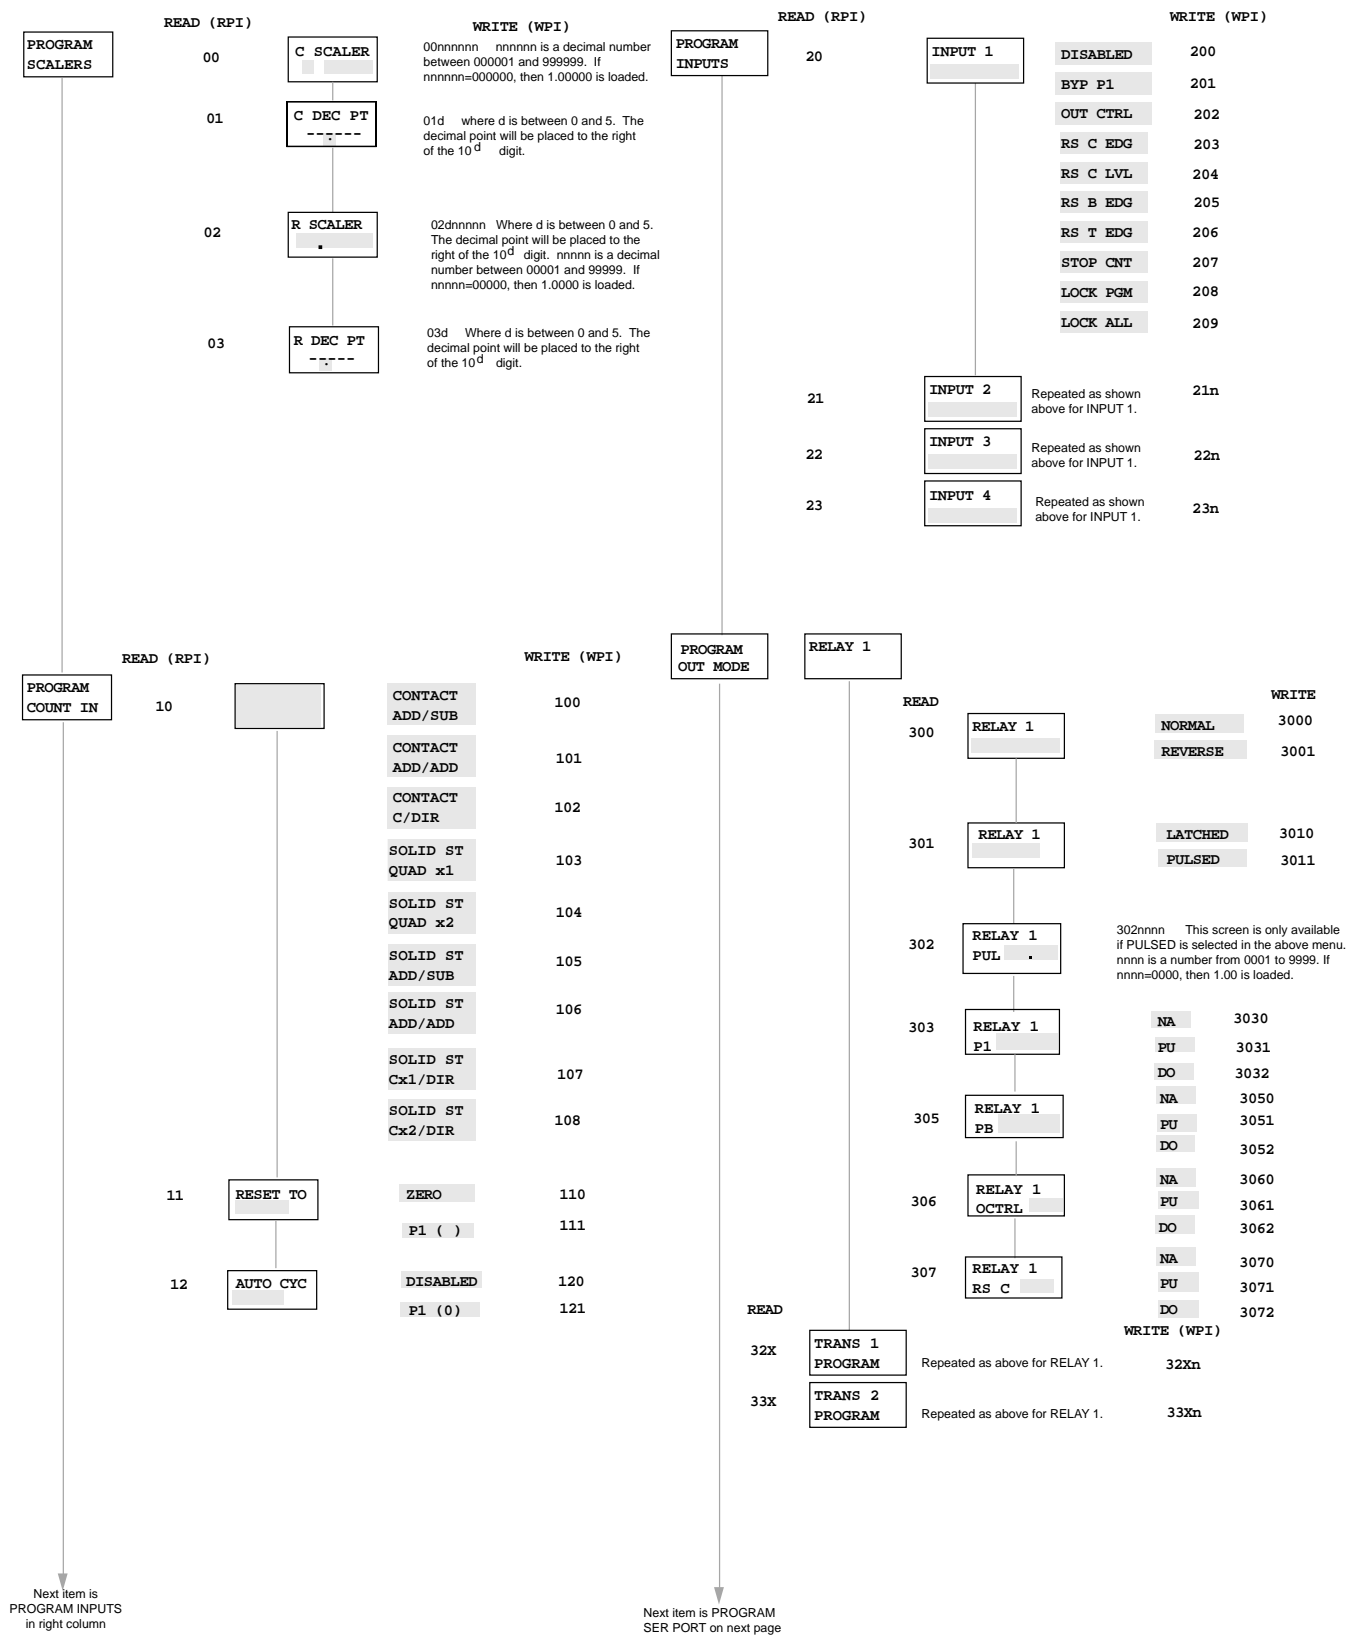 READ (RPI)
WRITE (WPI)
PROGRAM
SCALERS
00
C SCALER
00nnnnnn nnnnnn is a decimal number
between 000001 and 999999. If
nnnnnn=000000, then 1.00000 is loaded.
01
C DEC PT
------
.
01d where d is between 0 and 5. The
decimal point will be placed to the right
of the 10 d digit.
02
R SCALER
.
02dnnnnn Where d is between 0 and 5.
The decimal point will be placed to the
right of the 10d digit. nnnnn is a decimal
number between 00001 and 99999. If
nnnnn=00000, then 1.0000 is loaded.
03
R DEC PT
-----
.
03d Where d is between 0 and 5. The
decimal point will be placed to the right
of the 10 d digit.
READ (RPI)
WRITE (WPI)
PROGRAM
COUNT IN
10
CONTACT
ADD/SUB
100
CONTACT
ADD/ADD
101
CONTACT
C/DIR
102
SOLID ST
QUAD x1
103
SOLID ST
QUAD x2
104
SOLID ST
ADD/SUB
105
SOLID ST
ADD/ADD
106
SOLID ST
Cx1/DIR
107
SOLID ST
Cx2/DIR
108
11
RESET TO
ZERO
110
P1 ( )
111
12
AUTO CYC
DISABLED
120
P1 (0)
121
Next item is
PROGRAM INPUTS
in right column
READ (RPI)
WRITE (WPI)
PROGRAM
INPUTS
20
INPUT 1
DISABLED 200
BYP P1 201
OUT CTRL 202
RS C EDG 203
RS C LVL 204
RS B EDG 205
RS T EDG 206
STOP CNT 207
LOCK PGM 208
LOCK ALL 209
21
INPUT 2
Repeated as shown
above for INPUT 1.
21n
22
INPUT 3
Repeated as shown
above for INPUT 1.
22n
23
INPUT 4
Repeated as shown
above for INPUT 1.
23n
PROGRAM
OUT MODE
RELAY 1
READ
WRITE
300
RELAY 1
NORMAL 3000
REVERSE 3001
301
RELAY 1
LATCHED 3010
PULSED 3011
302
RELAY 1
PUL .
302nnnn This screen is only available
if PULSED is selected in the above menu.
nnnn is a number from 0001 to 9999. If
nnnn=0000, then 1.00 is loaded.
303
RELAY 1
P1
NA 3030
PU 3031
DO 3032
305
RELAY 1
PB
NA 3050
PU 3051
DO 3052
306
RELAY 1
OCTRL
NA 3060
PU 3061
DO 3062
307
RELAY 1
RS C
NA 3070
PU 3071
DO 3072
READ
WRITE (WPI)
32X
TRANS 1
PROGRAM
Repeated as above for RELAY 1.
32Xn
33X
TRANS 2
PROGRAM
Repeated as above for RELAY 1.
33Xn
Next item is PROGRAM
SER PORT on next page